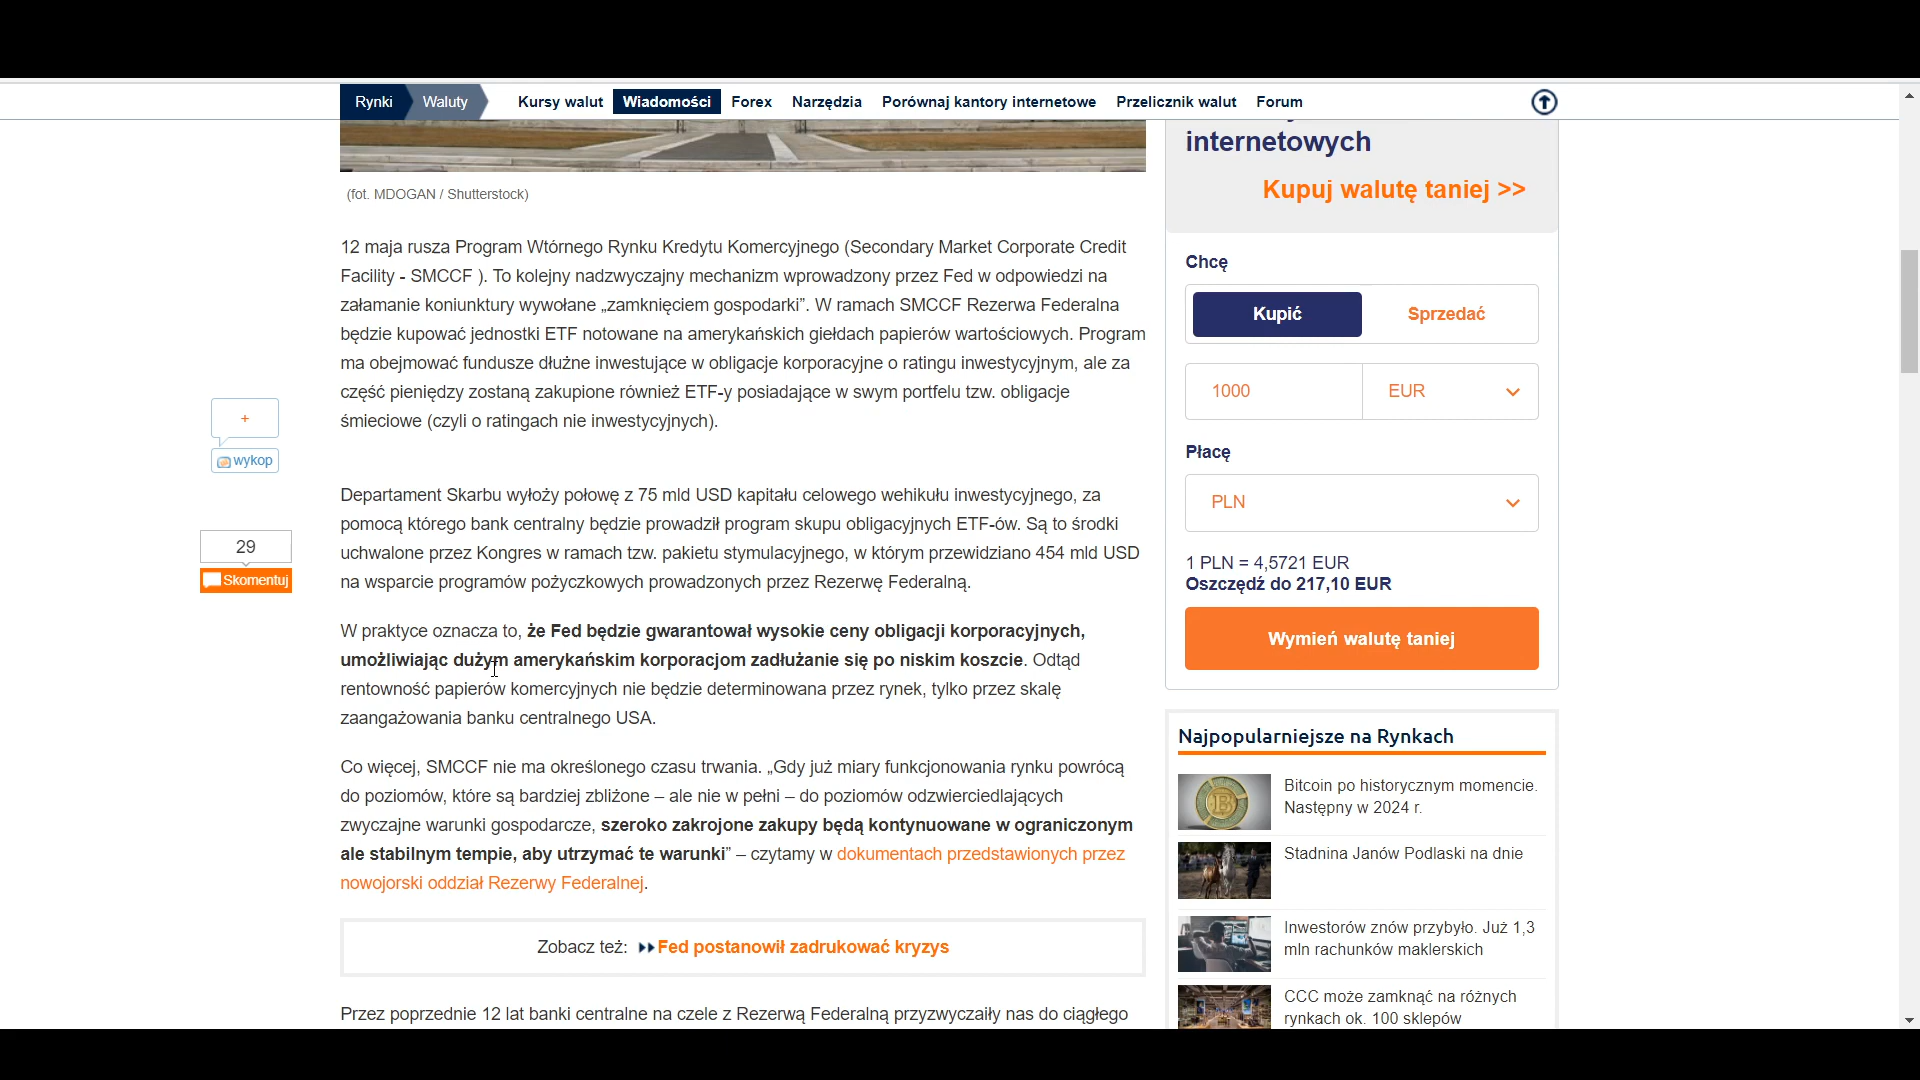 Rynki Waluty Kursy walut Wiadomości Forex Narzędzia Porównaj kantory internetowe Przelicznik walut Forum
(fot. MDOGAN / Shutterstock)
12 maja rusza Program Wtórnego Rynku Kredytu Komercyjnego (Secondary Market Corporate Credit
Facility - SMCCF ). To kolejny nadzwyczajny mechanizm wprowadzony przez Fed w odpowiedzi na
załamanie koniunktury wywołane „zamknięciem gospodarki”. W ramach SMCCF Rezerwa Federalna
będzie kupować jednostki ETF notowane na amerykańskich giełdach papierów wartościowych. Program
ma obejmować fundusze dłużne inwestujące w obligacje korporacyjne o ratingu inwestycyjnym, ale za
część pieniędzy zostaną zakupione również ETF-y posiadające w swym portfelu tzw. obligacje
śmieciowe (czyli o ratingach nie inwestycyjnych).
+
wykop
Departament Skarbu wyłoży połowę z 75 mld USD kapitału celowego wehikułu inwestycyjnego, za
pomocą którego bank centralny będzie prowadził program skupu obligacyjnych ETF-ów. Są to środki
uchwalone przez Kongres w ramach tzw. pakietu stymulacyjnego, w którym przewidziano 454 mld USD
na wsparcie programów pożyczkowych prowadzonych przez Rezerwę Federalną.
29
Skomentuj
W praktyce oznacza to, że Fed będzie gwarantował wysokie ceny obligacji korporacyjnych,
umożliwiając dużym amerykańskim korporacjom zadłużanie się po niskim koszcie. Odtąd
rentowność papierów komercyjnych nie będzie determinowana przez rynek, tylko przez skalę
zaangażowania banku centralnego USA.
Co więcej, SMCCF nie ma określonego czasu trwania. „Gdy już miary funkcjonowania rynku powrócą
do poziomów, które są bardziej zbliżone – ale nie w pełni – do poziomów odzwierciedlających
zwyczajne warunki gospodarcze, szeroko zakrojone zakupy będą kontynuowane w ograniczonym
ale stabilnym tempie, aby utrzymać te warunki” – czytamy w dokumentach przedstawionych przez
nowojorski oddział Rezerwy Federalnej.
Zobacz też: Fed postanowił zadrukować kryzys
Przez poprzednie 12 lat banki centralne na czele z Rezerwą Federalną przyzwyczaiły nas do ciągłego
internetowych
Kupuj walutę taniej >>
Chcę
Kupić Sprzedać
1000 EUR
Płacę
PLN
1 PLN = 4,5721 EUR
Oszczędź do 217,10 EUR
Wymień walutę taniej
Najpopularniejsze na Rynkach
Bitcoin po historycznym momencie.
Następny w 2024 r.
Stadnina Janów Podlaski na dnie
Inwestorów znów przybyło. Już 1,3
mln rachunków maklerskich
CCC może zamknąć na różnych
rynkach ok. 100 sklepów